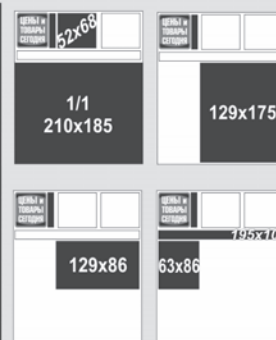 ЦЕНЫ и
ТОВАРЫ
СЕГОДНЯ
52x68
1/1
210x185
ЦЕНЫ и
ТОВАРЫ
СЕГОДНЯ
129x175
ЦЕНЫ и
ТОВАРЫ
СЕГОДНЯ
129x86
ЦЕНЫ и
ТОВАРЫ
СЕГОДНЯ
195x10
63x86